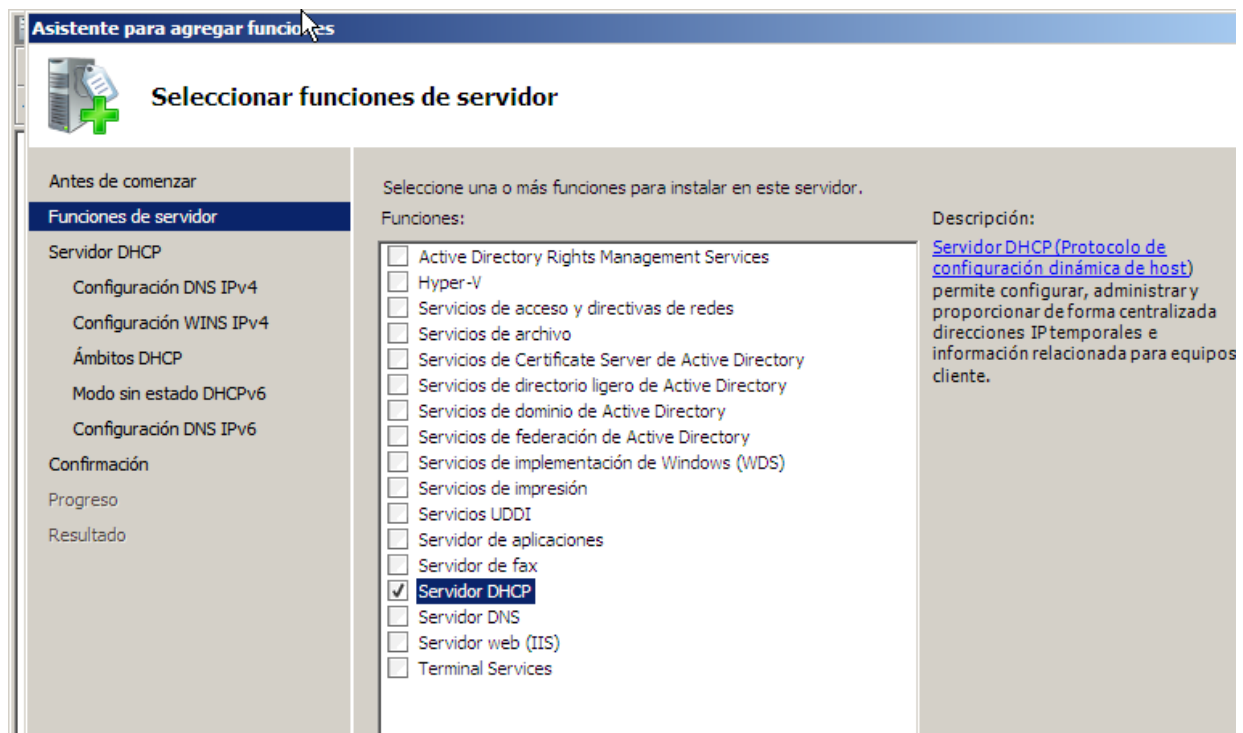 Asistente para agregar funciones
Seleccionar funciones de servidor
Antes de comenzar
Funciones de servidor
Servidor DHCP
Configuración DNS IPv4
Configuración WINS IPv4
Ámbitos DHCP
Modo sin estado DHCPv6
Configuración DNS IPv6
Confirmación
Progreso
Resultado
Seleccione una o más funciones para instalar en este servidor.
Funciones:
Active Directory Rights Management Services
Hyper-V
Servicios de acceso y directivas de redes
Servicios de archivo
Servicios de Certificate Server de Active Directory
Servicios de directorio ligero de Active Directory
Servicios de dominio de Active Directory
Servicios de federación de Active Directory
Servicios de implementación de Windows (WDS)
Servicios de impresión
Servicios UDDI
Servidor de aplicaciones
Servidor de fax
Servidor DHCP
Servidor DNS
Servidor web (IIS)
Terminal Services
Descripción:
Servidor DHCP (Protocolo de
configuración dinámica de host)
permite configurar, administrar y
proporcionar de forma centralizada
direcciones IP temporales e
información relacionada para equipos
cliente.